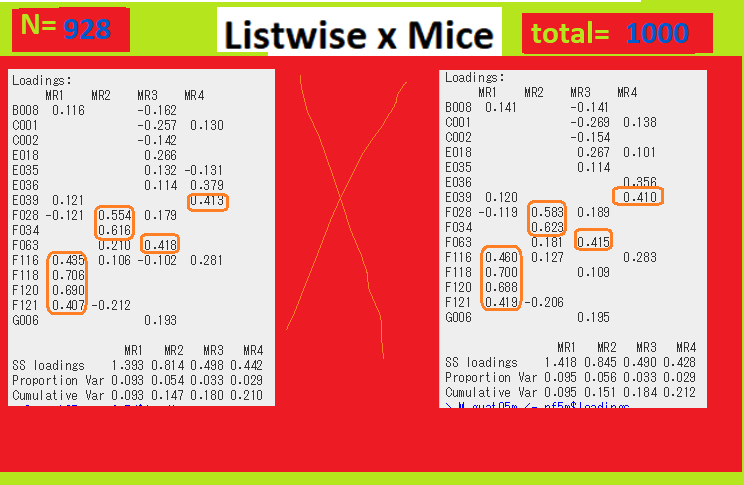 N= 928
Listwise x Mice
total= 1000
Loadings:
MR1 MR2 MR3 MR4
B008 0.116 -0.162
C001 -0.257 0.130
C002 -0.142
E018 0.266
E035 0.132 -0.131
E036 0.114 0.379
E039 0.121 0.413
F028 -0.121 0.554 0.179
F034 0.616
F063 0.210 0.418
F116 0.435 0.106 -0.102 0.281
F118 0.706
F120 0.690
F121 0.407 -0.212
G006 0.193
MR1 MR2 MR3 MR4
SS loadings 1.393 0.814 0.498 0.442
Proportion Var 0.093 0.054 0.033 0.029
Cumulative Var 0.093 0.147 0.180 0.210
Loadings:
MR1 MR2 MR3 MR4
B008 0.141 -0.141
C001 -0.269 0.138
C002 -0.154
E018 0.267 0.101
E035 0.114
E036 0.356
E039 0.120 0.410
F028 -0.119 0.583 0.189
F034 0.623
F063 0.181 0.415
F116 0.460 0.127 0.283
F118 0.700 0.109
F120 0.688
F121 0.419 -0.206
G006 0.195
MR1 MR2 MR3 MR4
SS loadings 1.418 0.845 0.490 0.428
Proportion Var 0.095 0.056 0.033 0.029
Cumulative Var 0.095 0.151 0.184 0.212